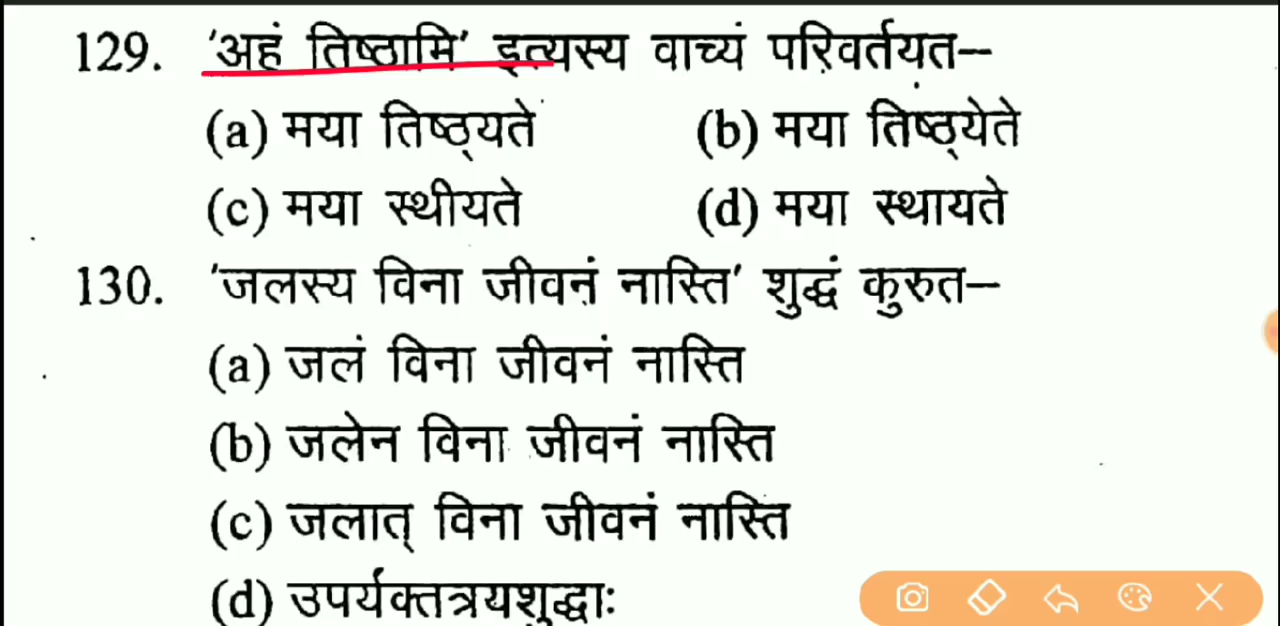 129. 'अहं तिष्ठामि' इत्यस्य वाच्यं परिवर्तयत–
(a) मया तिष्ठ्यते (b) मया तिष्ठ्येते
(c) मया स्थीयते (d) मया स्थायते
130. 'जलस्य विना जीवनं नास्ति' शुद्धं कुरुत–
(a) जलं विना जीवनं नास्ति
(b) जलेन विना जीवनं नास्ति
(c) जलात् विना जीवनं नास्ति
(d) उपर्यक्तत्रयशुद्धाः